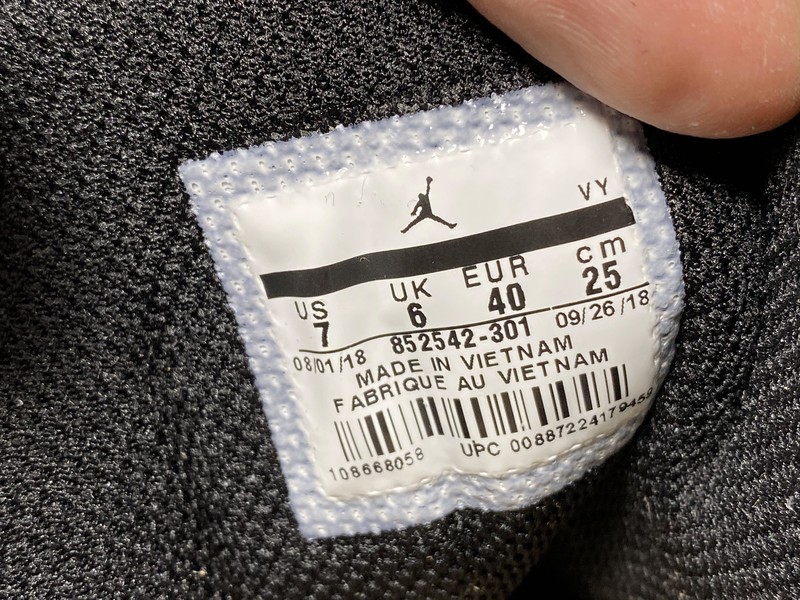 VY
US UK EUR cm
7 6 40 25
08/01/18 852542-301 09/26/18
MADE IN VIETNAM
FABRIQUE AU VIETNAM
108668058 UPC 00887224179459